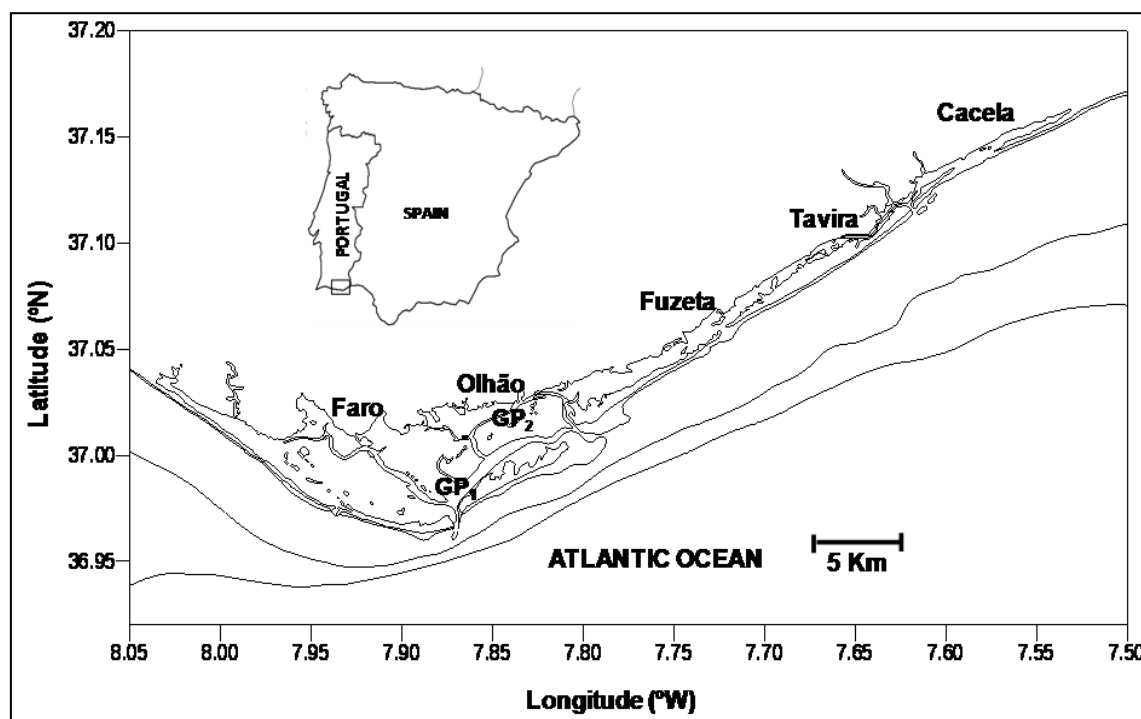 37.20
37.15
37.10
37.05
37.00
36.95
Latitude (ºN)
PORTUGAL
SPAIN
Cacela
Tavira
Fuzeta
Olhão
GP2
Faro
GP1
ATLANTIC OCEAN
5 Km
8.05 8.00 7.95 7.90 7.85 7.80 7.75 7.70 7.65 7.60 7.55 7.50
Longitude (ºW)